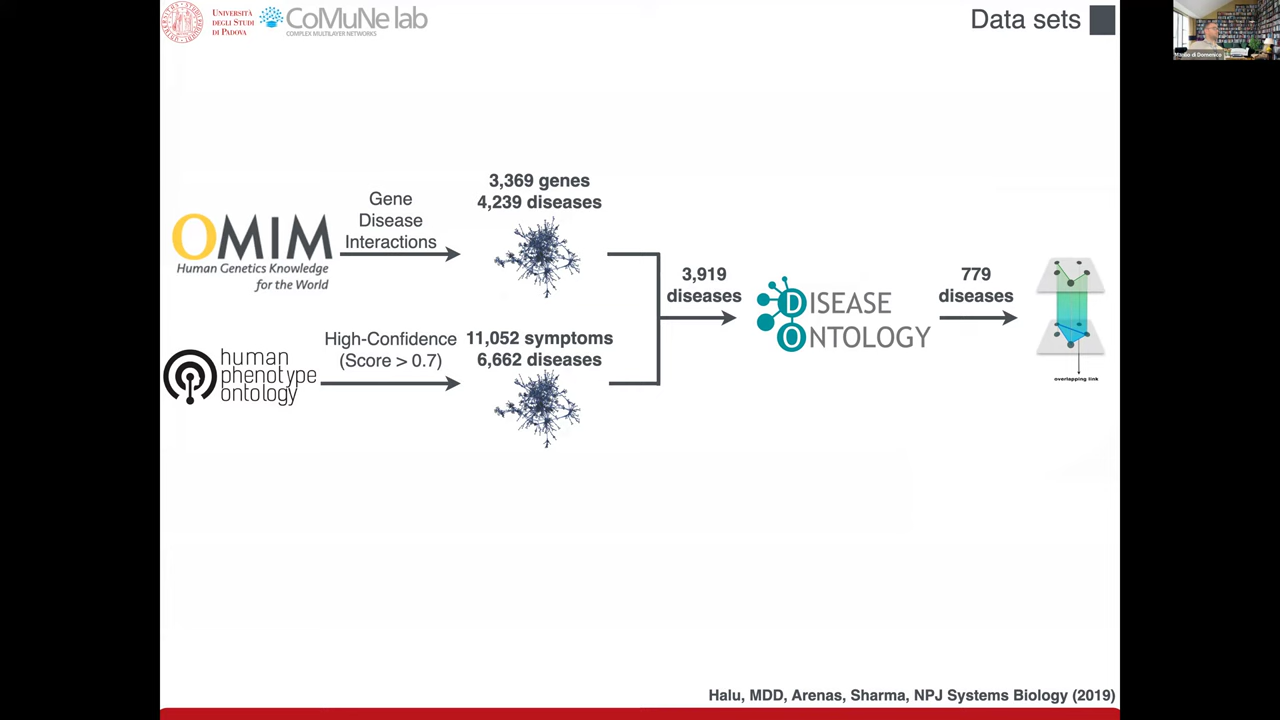 UNIVERSITÀ
DEGLI STUDI
DI PADOVA
CoMuNe lab
COMPLEX MULTILAYER NETWORKS
Data sets
3,369 genes
4,239 diseases
Gene
Disease
Interactions
OMIM
Human Genetics Knowledge
for the World
3,919
diseases
DISEASE
ONTOLOGY
779
diseases
High-Confidence
(Score > 0.7)
11,052 symptoms
6,662 diseases
human
phenotype
ontology
overlapping link
Halu, MDD, Arenas, Sharma, NPJ Systems Biology (2019)